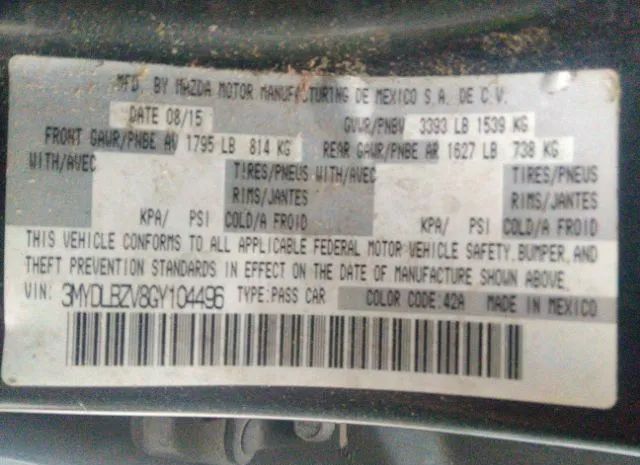 MFD. BY MAZDA MOTOR MANUFACTURING DE MEXICO S.A. DE C.V.
DATE 08/15 GVWR/PNBV 3393 LB 1539 KG
FRONT GAWR/PNBE AV 1795 LB 814 KG REAR GAWR/PNBE AR 1627 LB 738 KG
WITH/AVEC TIRES/PNEUS WITH/AVEC TIRES/PNEUS
RIMS/JANTES RIMS/JANTES
KPA/ PSI COLD/A FROID KPA/ PSI COLD/A FROID
THIS VEHICLE CONFORMS TO ALL APPLICABLE FEDERAL MOTOR VEHICLE SAFETY, BUMPER, AND
THEFT PREVENTION STANDARDS IN EFFECT ON THE DATE OF MANUFACTURE SHOWN ABOVE.
VIN: 3MYDLBZV8GY104496 TYPE:PASS CAR COLOR CODE:42A MADE IN MEXICO